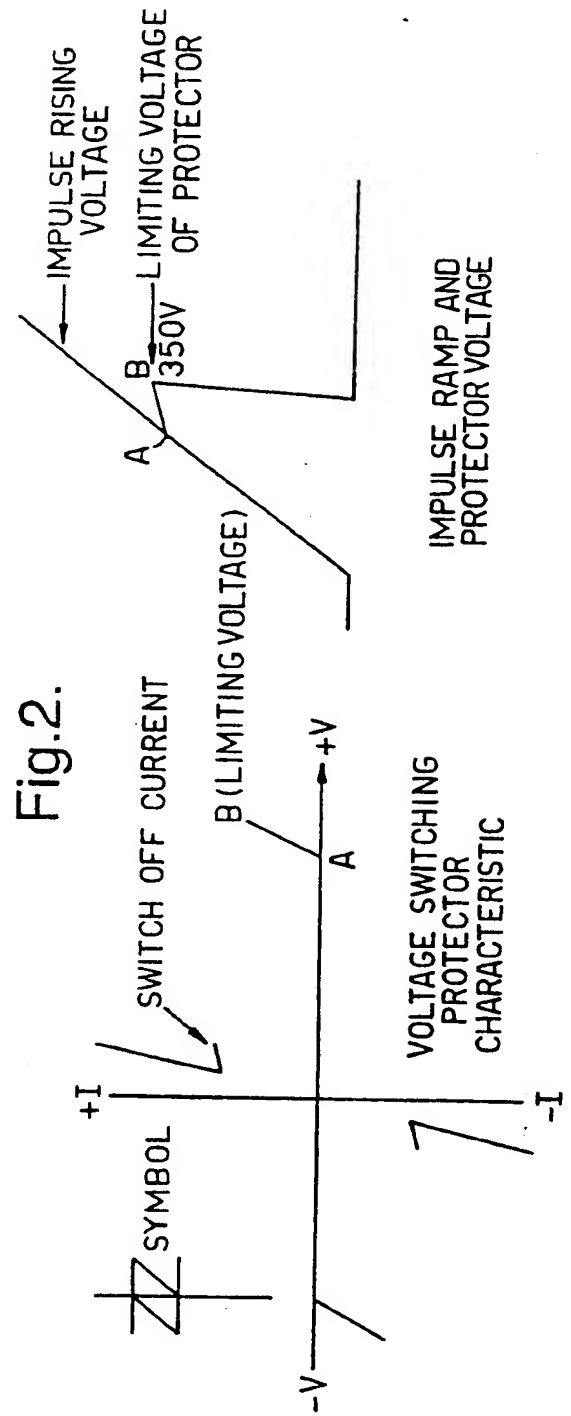 Fig.2.
SYMBOL
+I
-I
-V
+V
SWITCH OFF CURRENT
B (LIMITING VOLTAGE)
A
VOLTAGE SWITCHING
PROTECTOR
CHARACTERISTIC
IMPULSE RISING
VOLTAGE
LIMITING VOLTAGE
OF PROTECTOR
A
B
350V
IMPULSE RAMP AND
PROTECTOR VOLTAGE